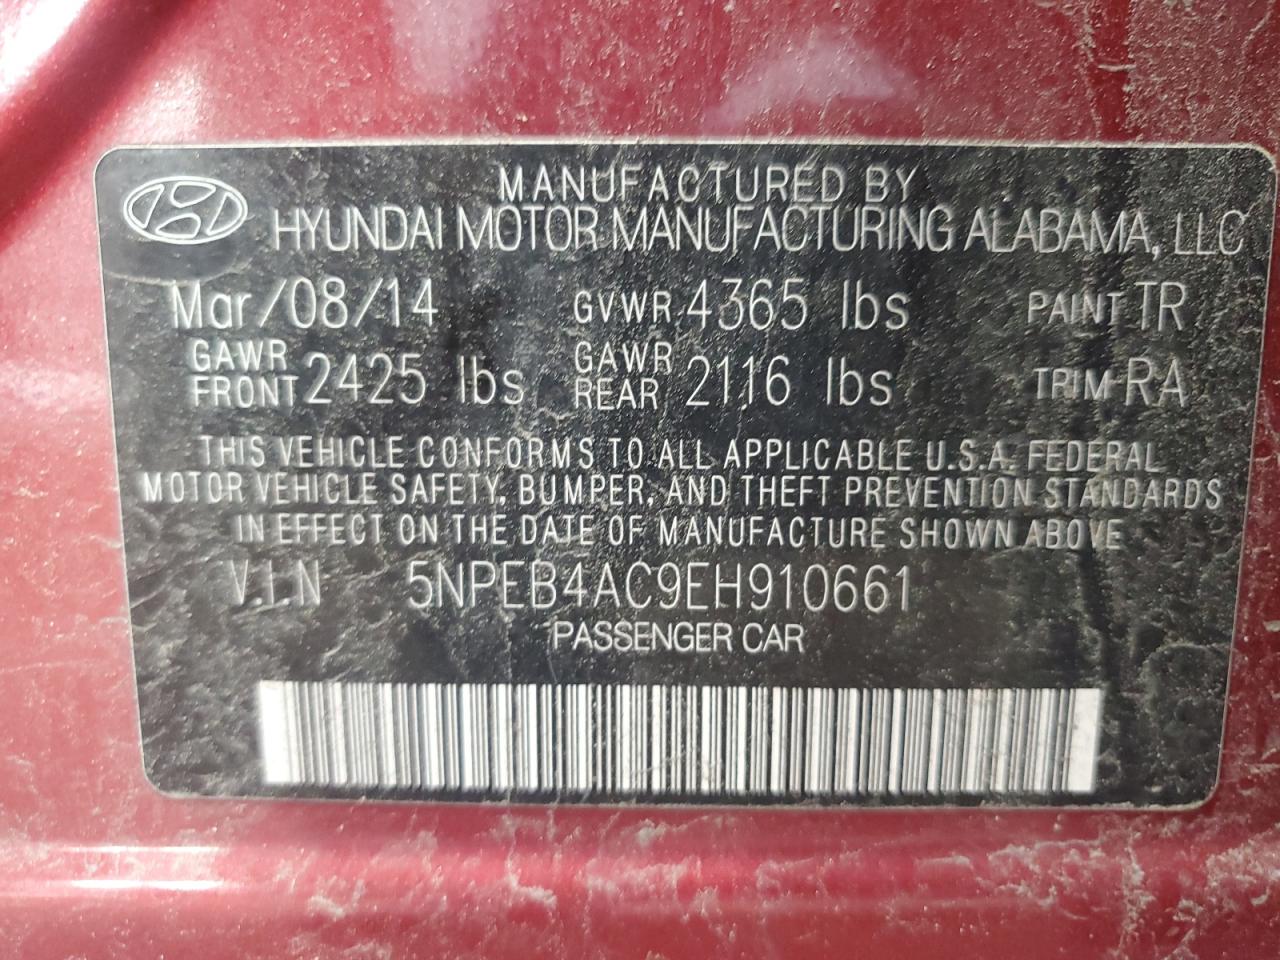 MANUFACTURED BY
HYUNDAI MOTOR MANUFACTURING ALABAMA, LLC
Mar/08/14 GVWR 4365 lbs PAINT TR
GAWR FRONT 2425 lbs GAWR REAR 2116 lbs TRIM RA
THIS VEHICLE CONFORMS TO ALL APPLICABLE U.S.A. FEDERAL
MOTOR VEHICLE SAFETY, BUMPER, AND THEFT PREVENTION STANDARDS
IN EFFECT ON THE DATE OF MANUFACTURE SHOWN ABOVE
V.I.N 5NPEB4AC9EH910661
PASSENGER CAR